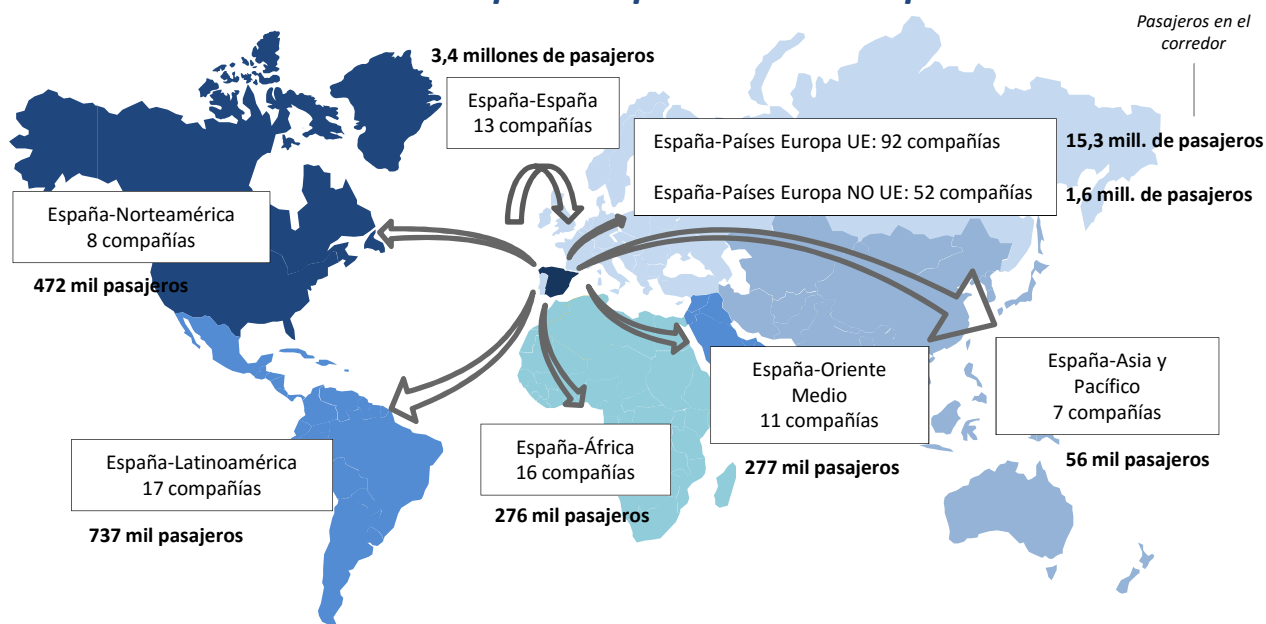 Pasajeros en el
corredor
3,4 millones de pasajeros
España-España
13 compañías
España-Países Europa UE: 92 compañías
15,3 mill. de pasajeros
España-Países Europa NO UE: 52 compañías
1,6 mill. de pasajeros
España-Norteamérica
8 compañías
472 mil pasajeros
España-Oriente
Medio
11 compañías
277 mil pasajeros
España-Asia y
Pacífico
7 compañías
56 mil pasajeros
España-África
16 compañías
276 mil pasajeros
España-Latinoamérica
17 compañías
737 mil pasajeros